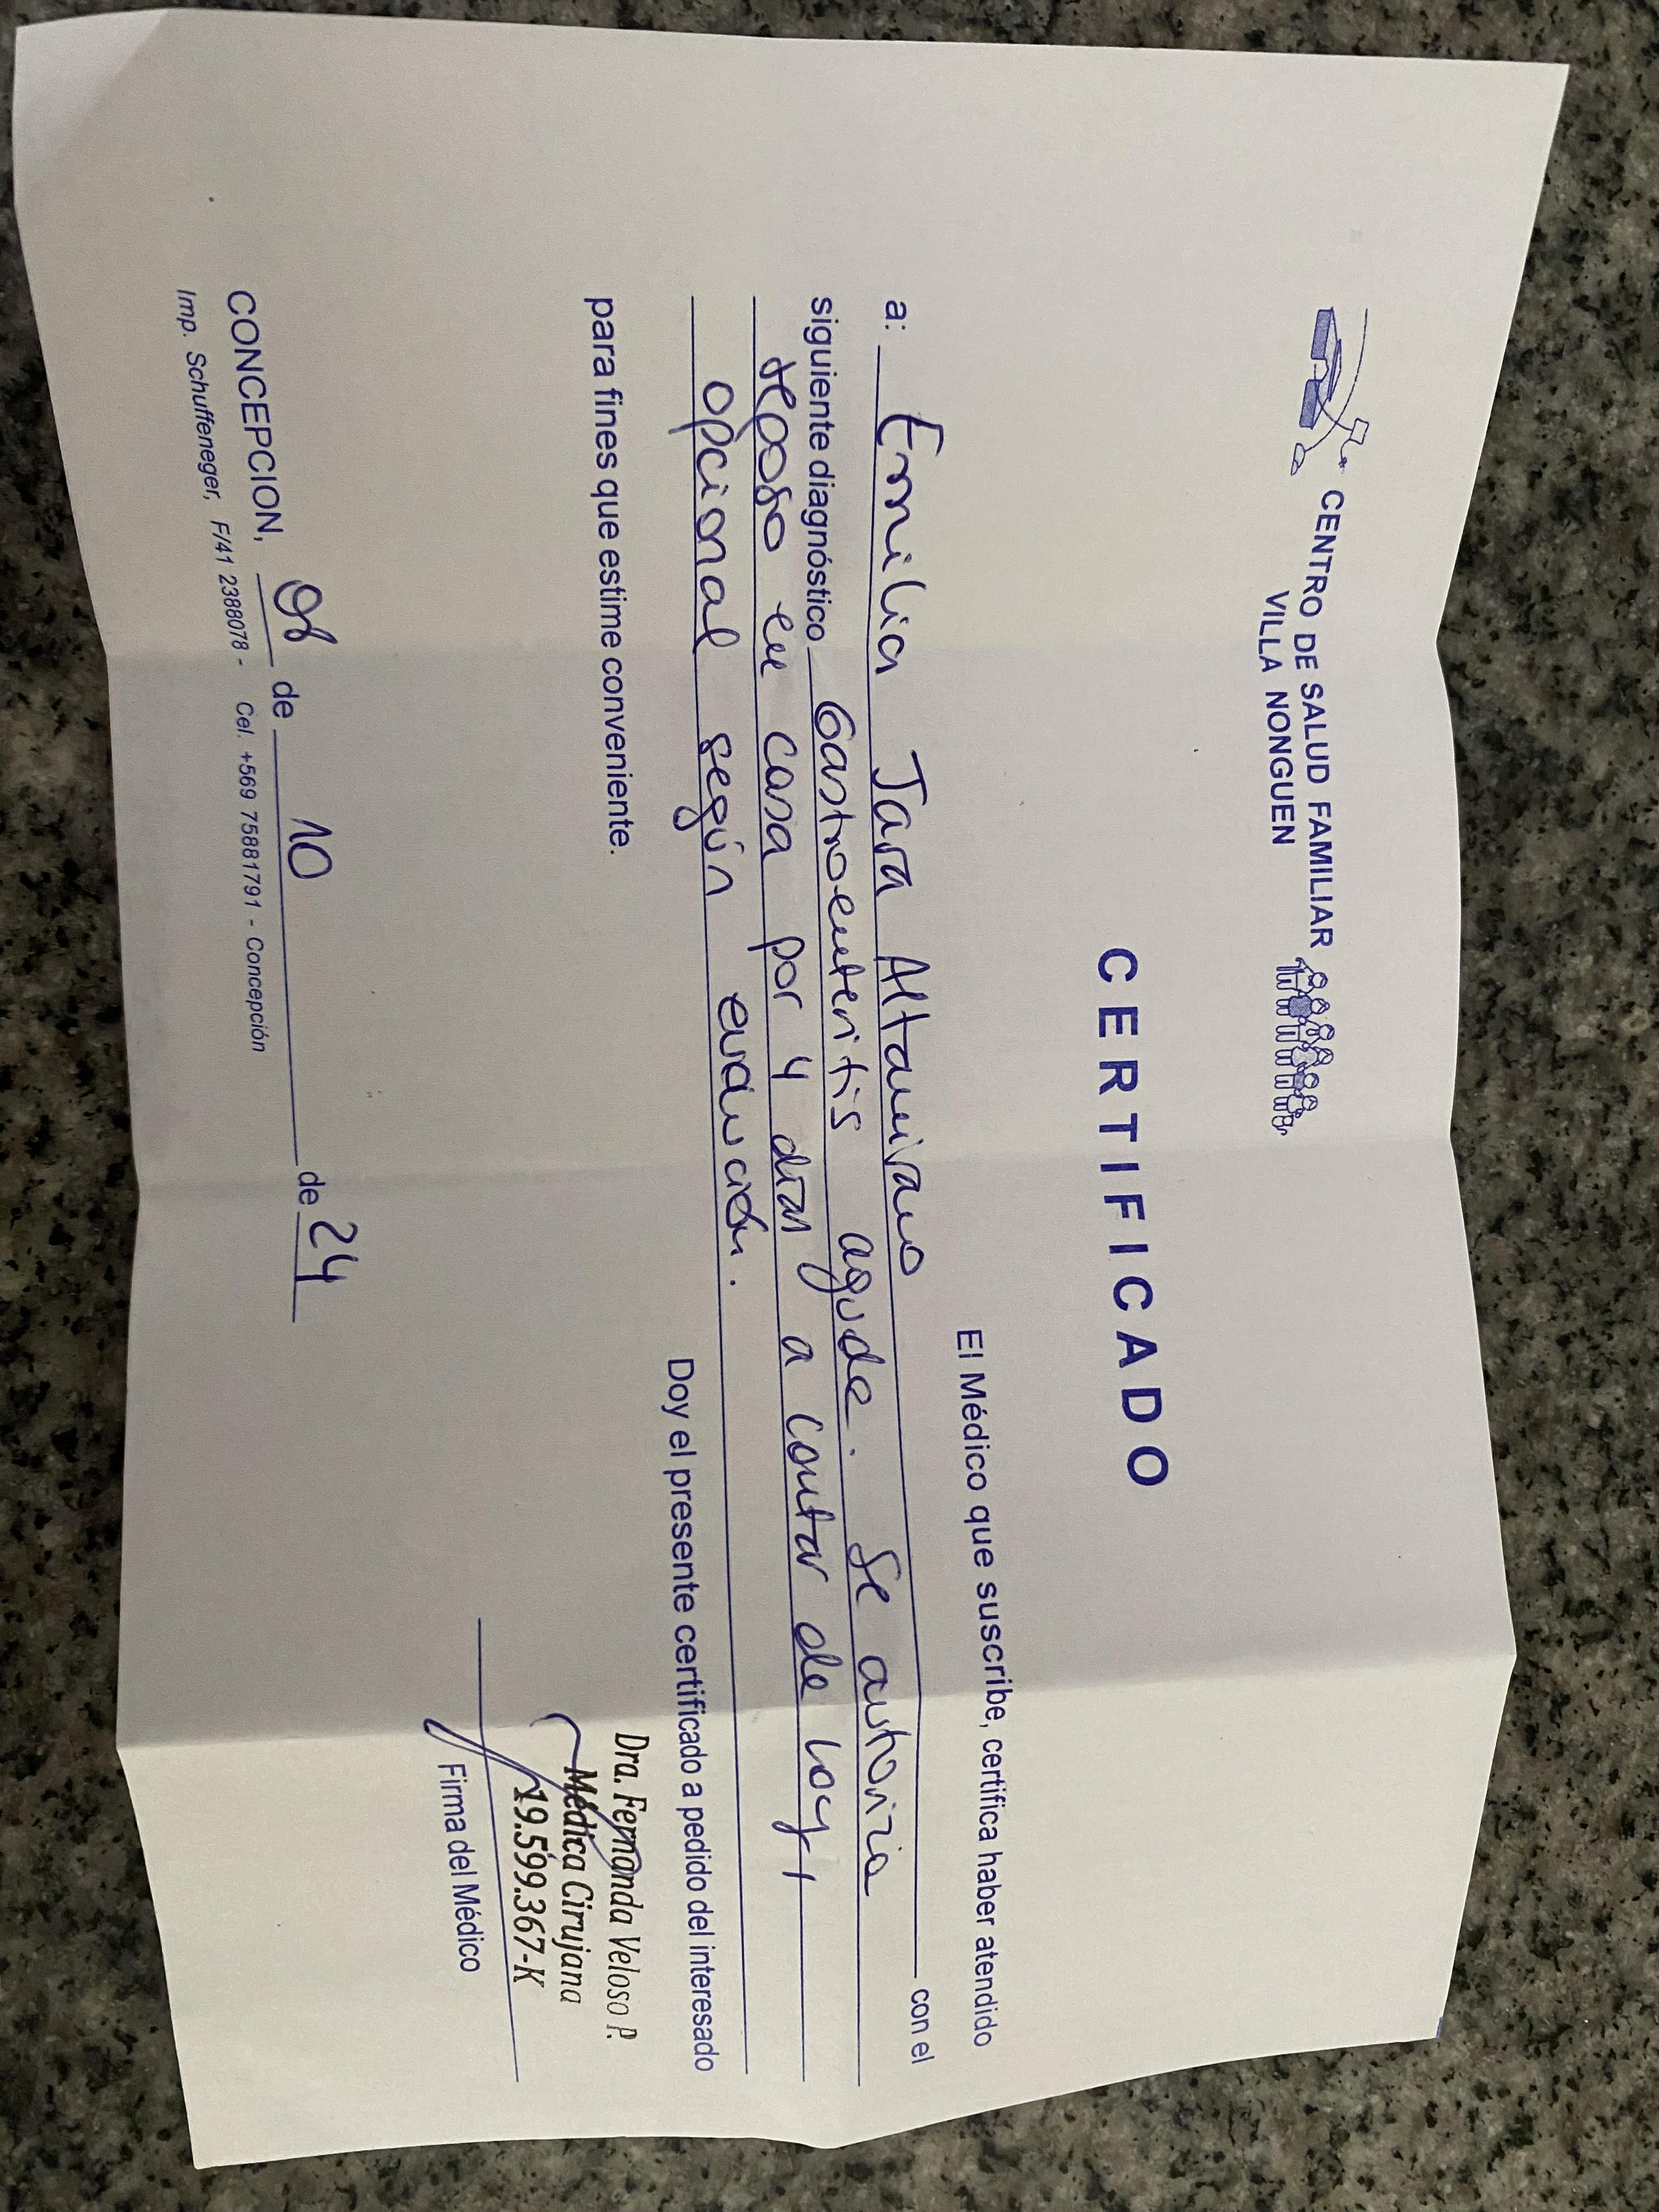 CENTRO DE SALUD FAMILIAR
VILLA NONGUEN
CERTIFICADO
El Médico que suscribe, certifica haber atendido
a: Emilia Jara Altamirano con el
siguiente diagnóstico Gastroenteritis aguda. Se autoriza
reposo en casa por 4 días a contar de hoy,
opcional según evolución.
Doy el presente certificado a pedido del interesado
para fines que estime conveniente.
Dra. Fernanda Veloso P.
Médica Cirujana
19.599.367-K
Firma del Médico
CONCEPCION, 08 de 10 de 24
Imp. Schuffeneger, F/41 2388078 - Cel. +569 75881791 - Concepción